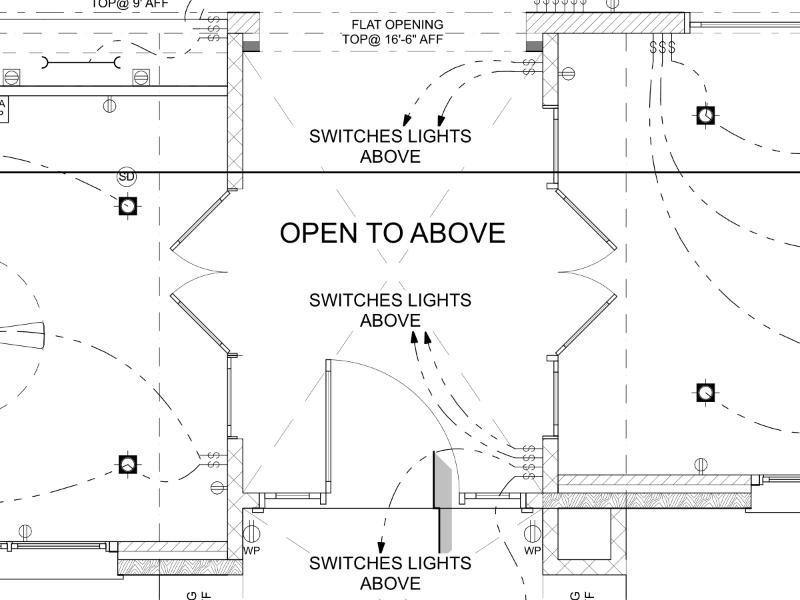 TOP@ 9' AFF
FLAT OPENING
TOP@ 16'-6" AFF
S
S
S
S S S
S
S
A
P
SWITCHES LIGHTS
ABOVE
SD
OPEN TO ABOVE
SWITCHES LIGHTS
ABOVE
S
S
S
S
S
S
WP
WP
SWITCHES LIGHTS
ABOVE
G
F
G
F